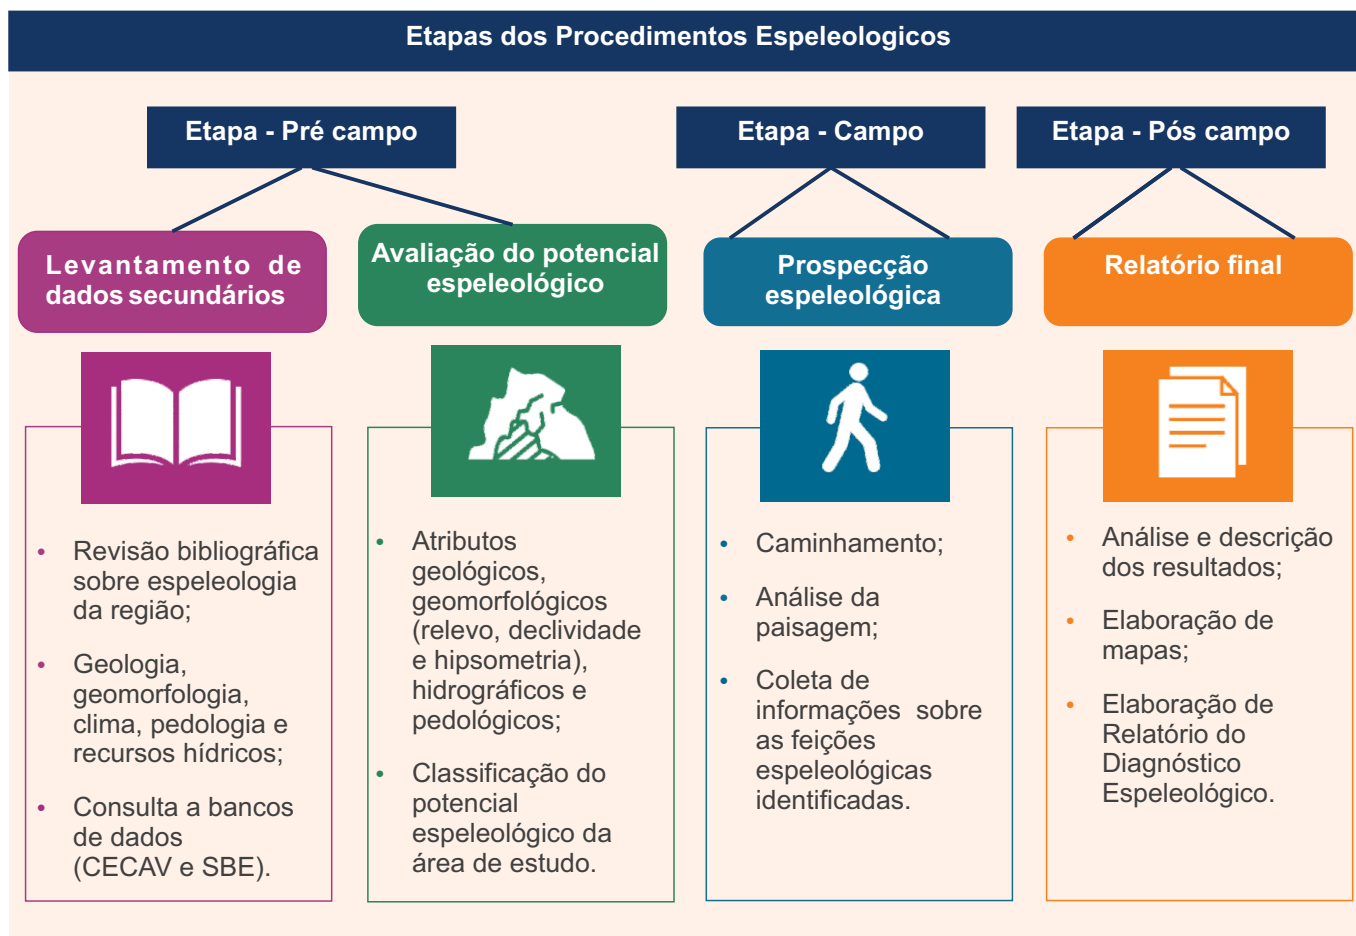 Etapas dos Procedimentos Espeleologicos
Etapa - Pré campo
Etapa - Campo
Etapa - Pós campo
Levantamento de
dados secundários
Avaliação do potencial
espeleológico
Prospecção
espeleológica
Relatório final
• Revisão bibliográfica
sobre espeleologia
da região;
• Geologia,
geomorfologia,
clima, pedologia e
recursos hídricos;
• Consulta a bancos
de dados
(CECAV e SBE).
• Atributos
geológicos,
geomorfológicos
(relevo, declividade
e hipsometria),
hidrográficos e
pedológicos;
• Classificação do
potencial
espeleológico da
área de estudo.
• Caminhamento;
• Análise da
paisagem;
• Coleta de
informações sobre
as feições
espeleológicas
identificadas.
• Análise e descrição
dos resultados;
• Elaboração de
mapas;
• Elaboração de
Relatório do
Diagnóstico
Espeleológico.